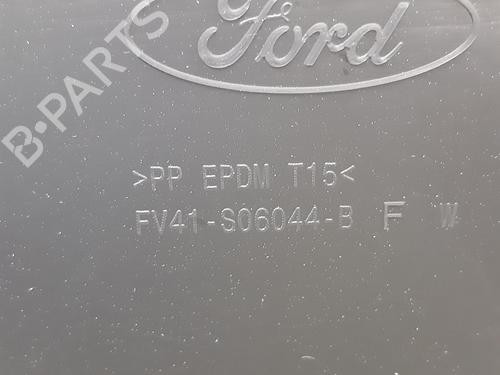 B-PARTS
Ford
>PP EPDM T15<
FV41-S06044-B F W